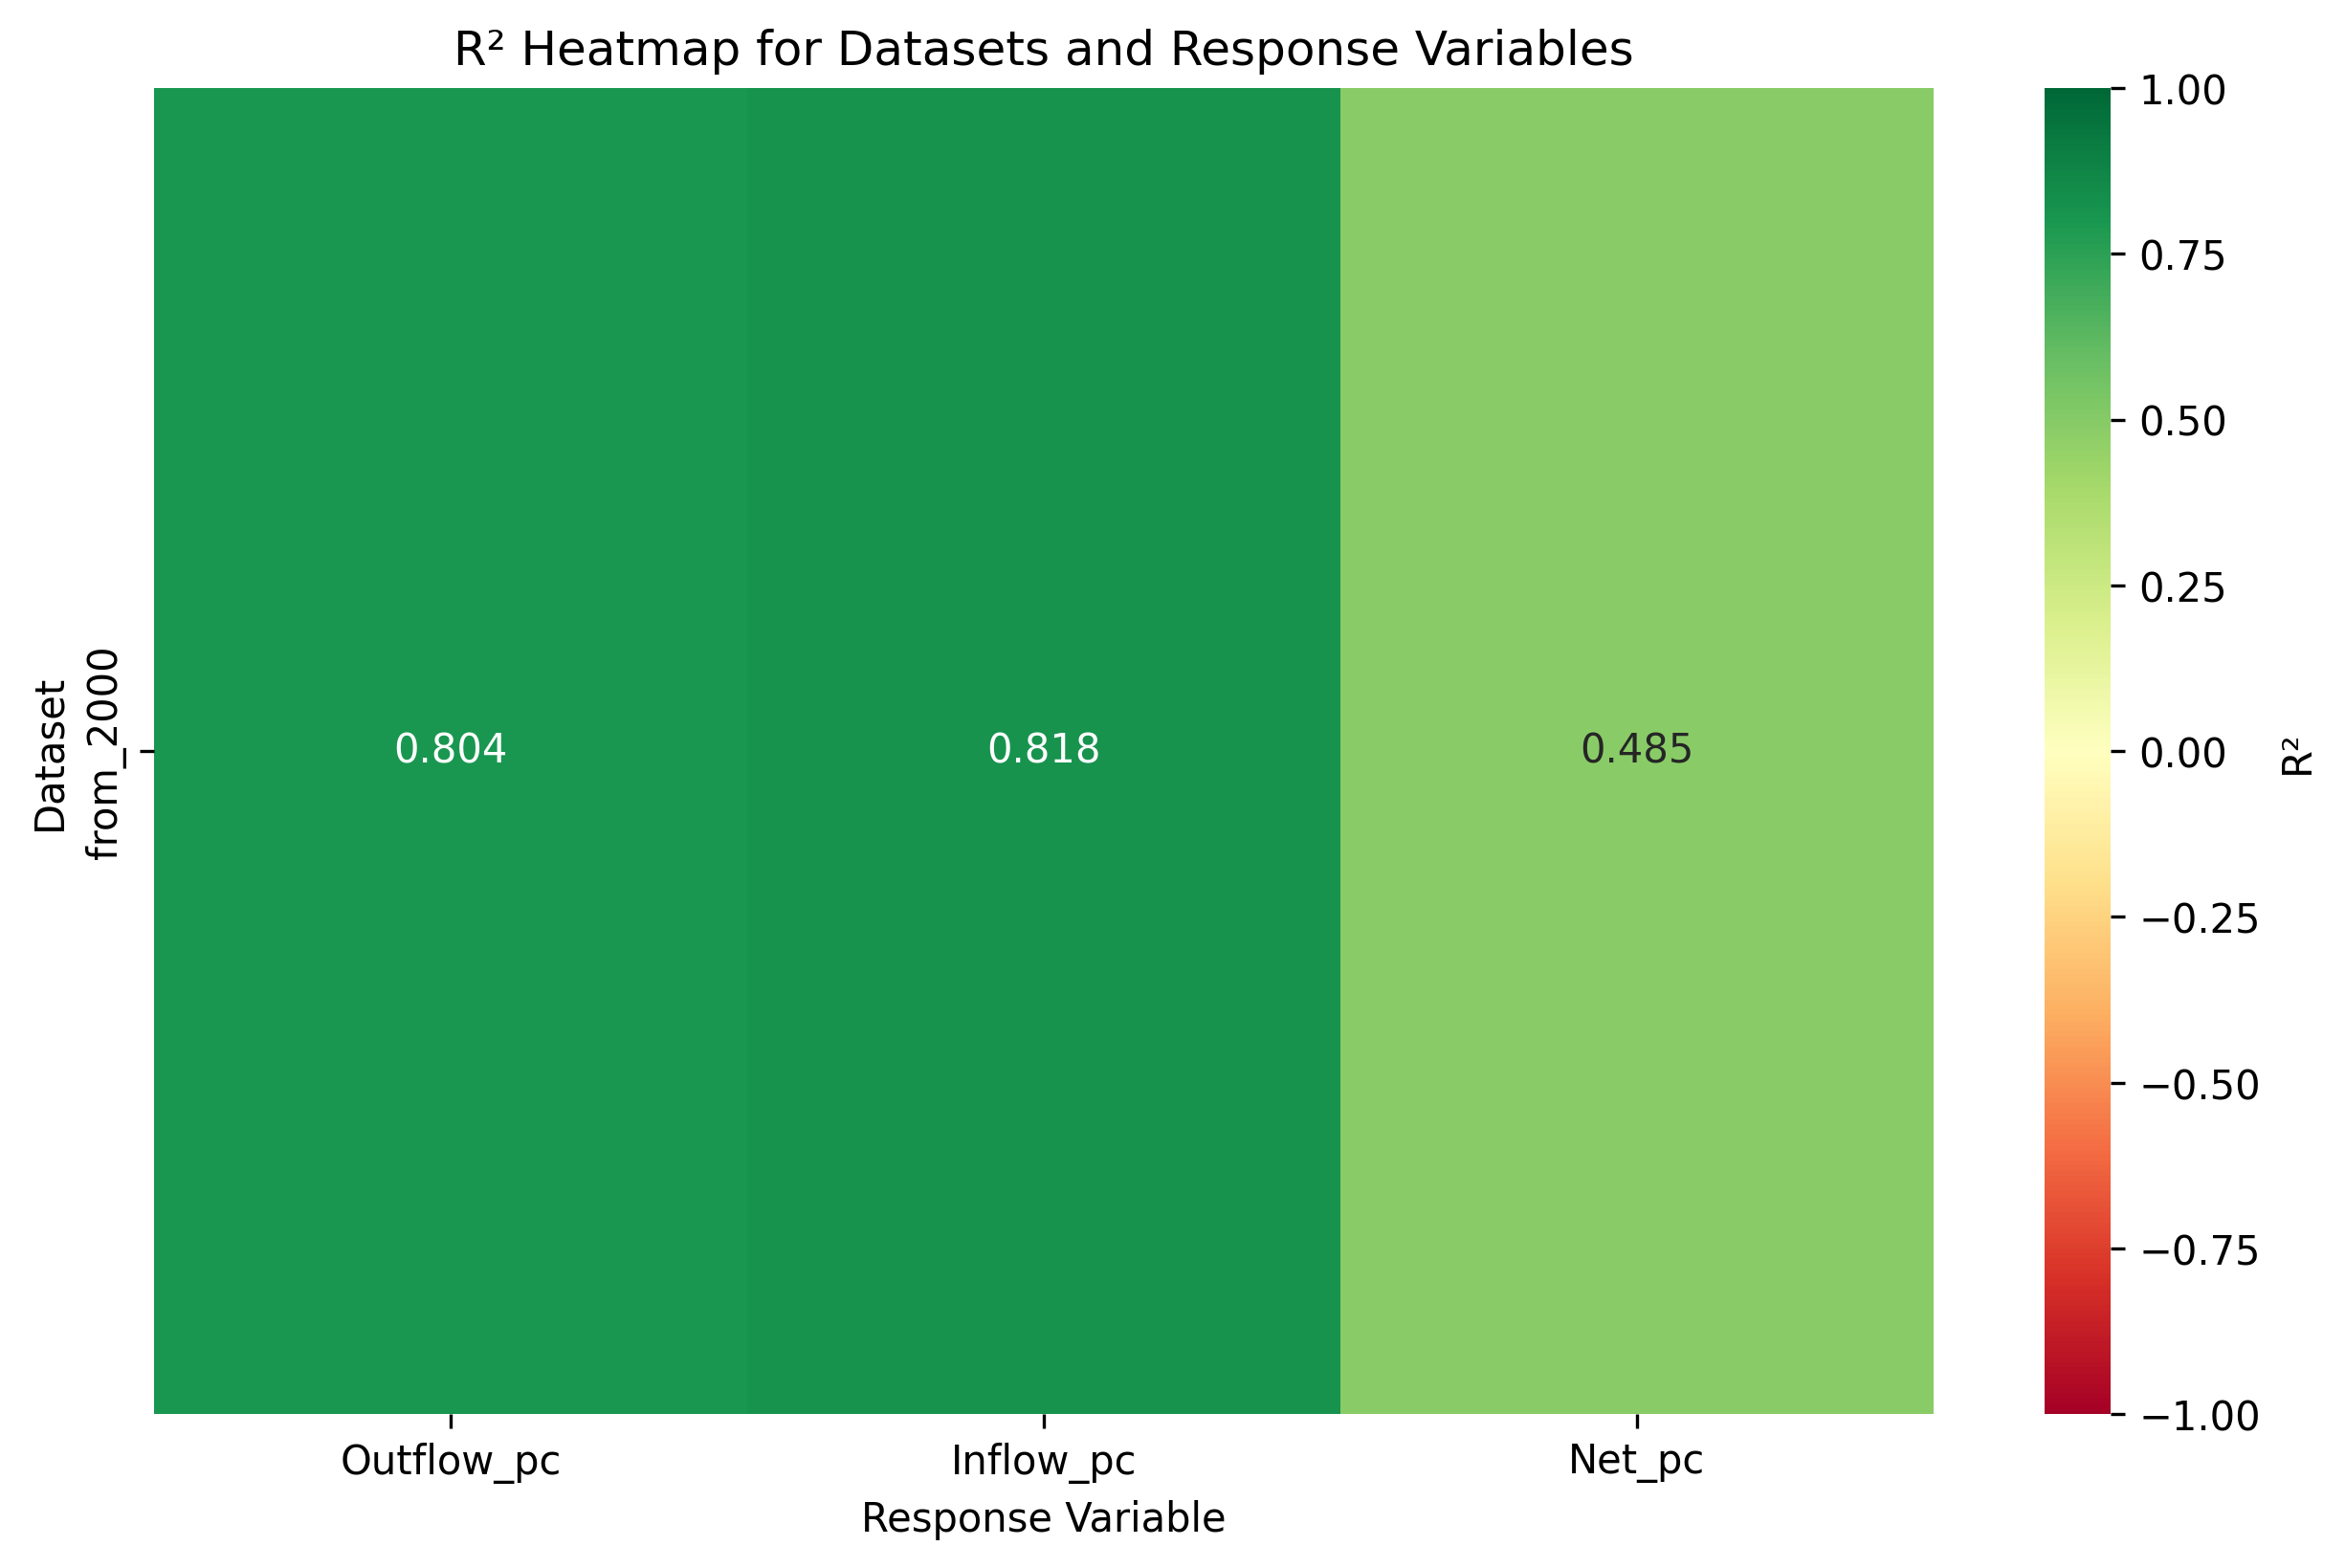 R² Heatmap for Datasets and Response Variables
Dataset
from_2000
0.804
0.818
0.485
Outflow_pc
Inflow_pc
Net_pc
Response Variable
1.00
0.75
0.50
0.25
0.00
−0.25
−0.50
−0.75
−1.00
R²